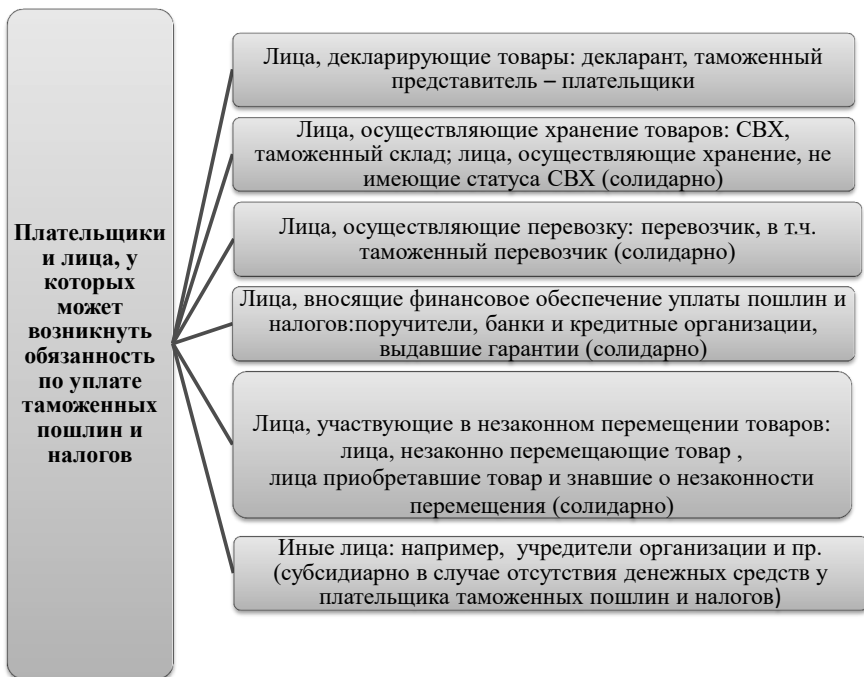 Плательщики
и лица, у
которых
может
возникнуть
обязанность
по уплате
таможенных
пошлин и
налогов
Лица, декларирующие товары: декларант, таможенный
представитель – плательщики
Лица, осуществляющие хранение товаров: СВХ,
таможенный склад; лица, осуществляющие хранение, не
имеющие статуса СВХ (солидарно)
Лица, осуществляющие перевозку: перевозчик, в т.ч.
таможенный перевозчик (солидарно)
Лица, вносящие финансовое обеспечение уплаты пошлин и
налогов:поручители, банки и кредитные организации,
выдавшие гарантии (солидарно)
Лица, участвующие в незаконном перемещении товаров:
лица, незаконно перемещающие товар ,
лица приобретавшие товар и знавшие о незаконности
перемещения (солидарно)
Иные лица: например, учредители организации и пр.
(субсидиарно в случае отсутствия денежных средств у
плательщика таможенных пошлин и налогов)